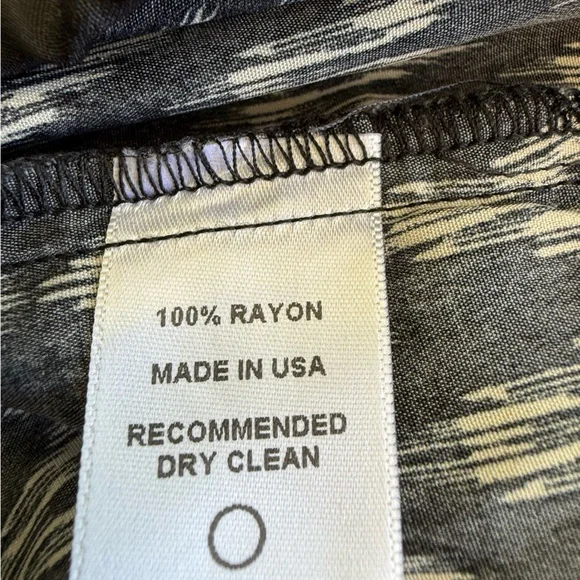 100% RAYON
MADE IN USA
RECOMMENDED
DRY CLEAN